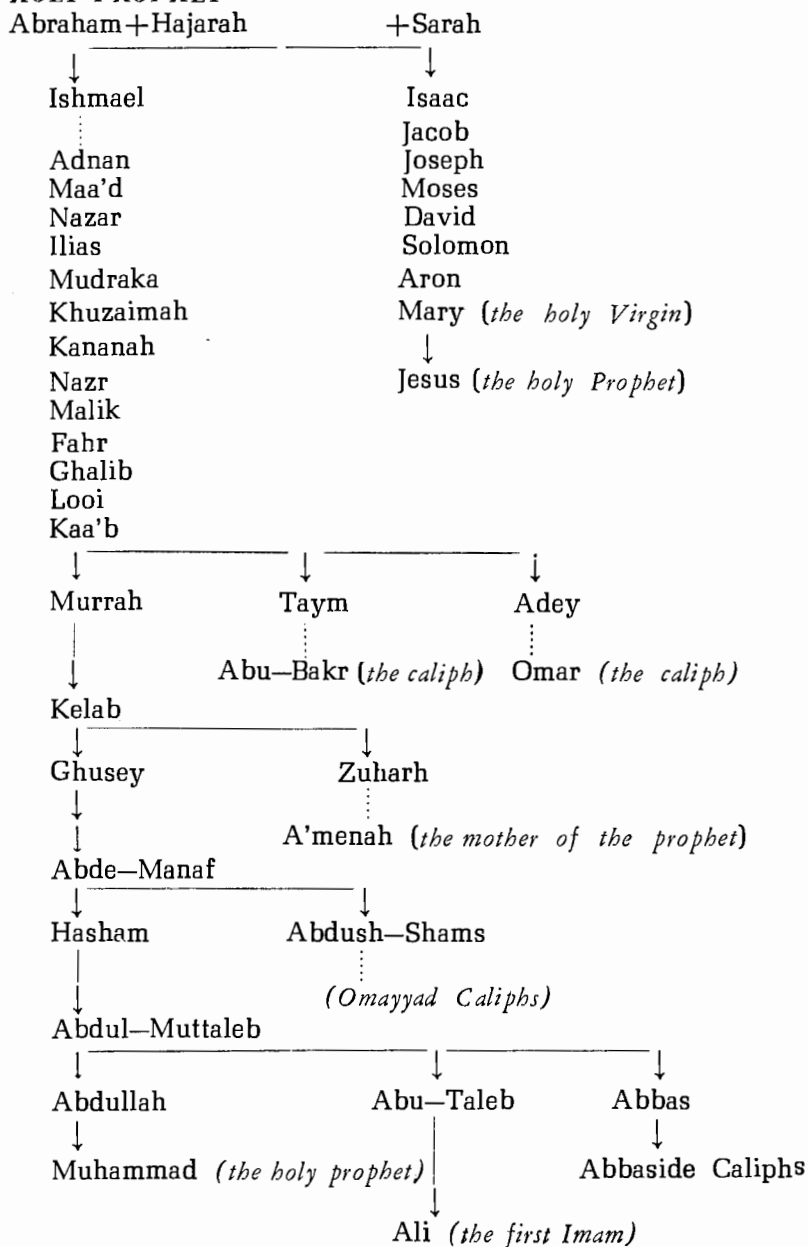 Abraham+Hajarah +Sarah
Ishmael Isaac
Jacob
Adnan Joseph
Maa'd Moses
Nazar David
Ilias Solomon
Mudraka Aron
Khuzaimah Mary (the holy Virgin)
Kananah
Nazr Jesus (the holy Prophet)
Malik
Fahr
Ghalib
Looi
Kaa'b
Murrah Taym Adey
Abu—Bakr (the caliph) Omar (the caliph)
Kelab
Ghusey Zuharh
A'menah (the mother of the prophet)
Abde—Manaf
Hasham Abdush—Shams
(Omayyad Caliphs)
Abdul—Muttaleb
Abdullah Abu—Taleb Abbas
Muhammad (the holy prophet) Abbaside Caliphs
Ali (the first Imam)